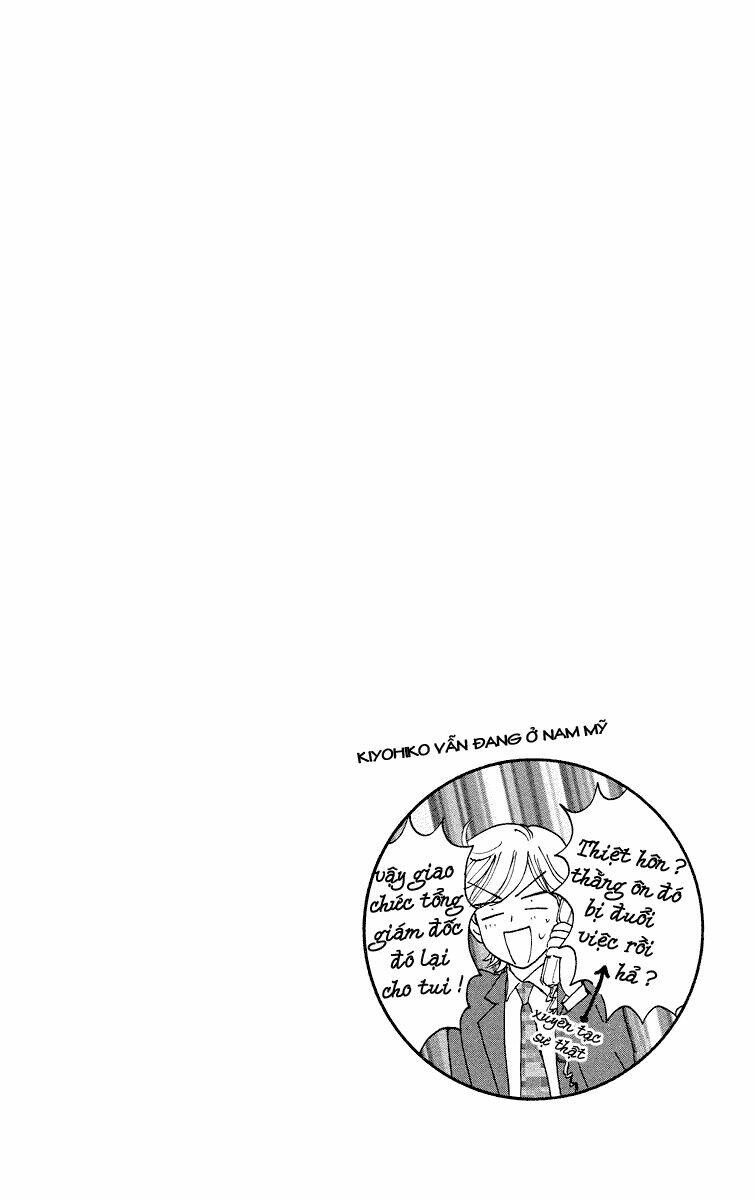 KIYOHIKO VẪN ĐANG Ở NAM MỸ
Thiệt hôn ?
thằng ôn đó
bị đuổi
việc rồi
hả ?
xuyên tạc
sự thật
vậy giao
chức tổng
giám đốc
đó lại
cho tui !